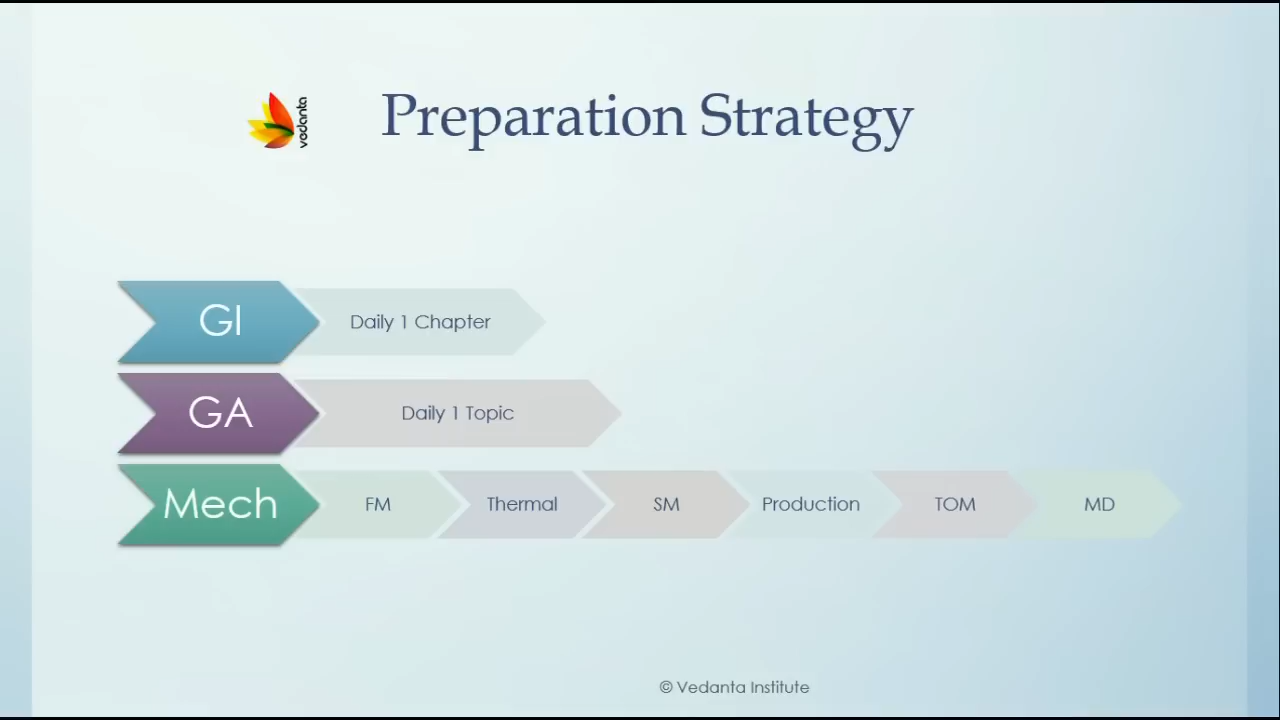 vedanta
Preparation Strategy
GI
Daily 1 Chapter
GA
Daily 1 Topic
Mech
FM
Thermal
SM
Production
TOM
MD
© Vedanta Institute